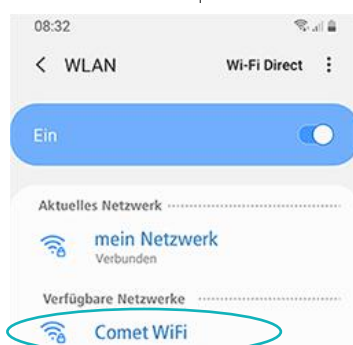 08:32
WLAN Wi-Fi Direct
Ein
Aktuelles Netzwerk
mein Netzwerk
Verbunden
Verfügbare Netzwerke
Comet WiFi